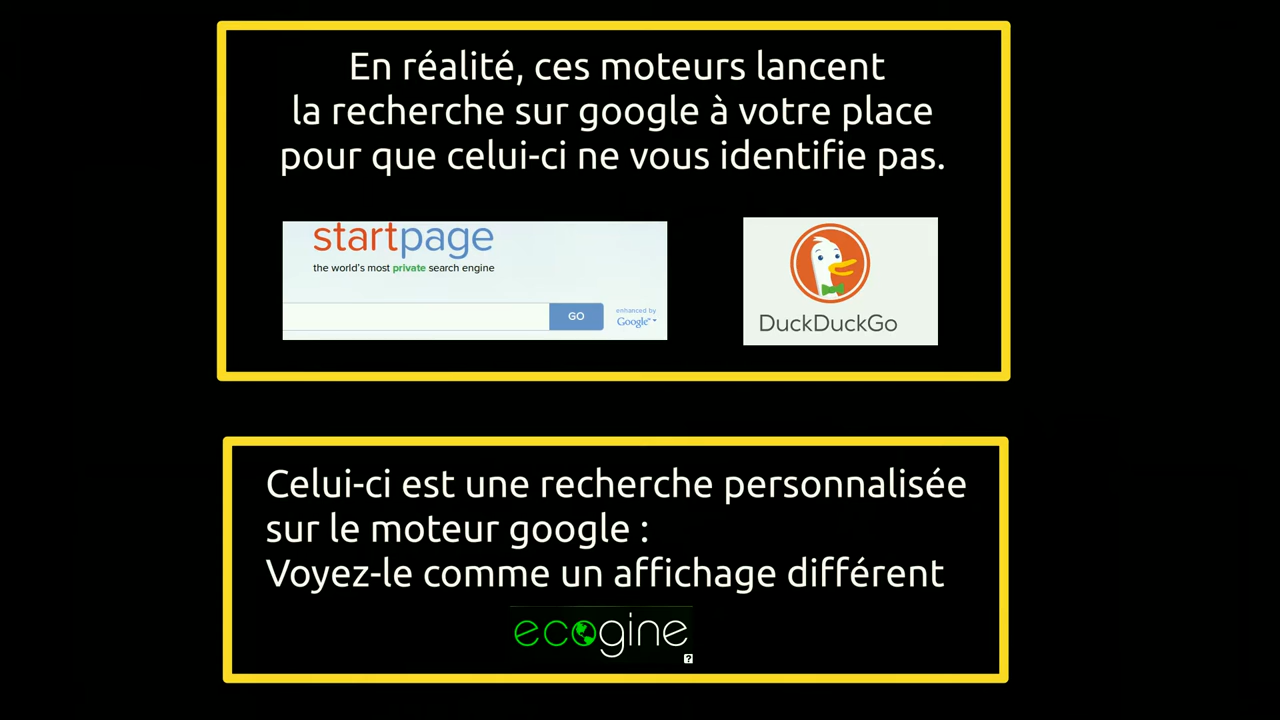 En réalité, ces moteurs lancent
la recherche sur google à votre place
pour que celui-ci ne vous identifie pas.
startpage
the world's most private search engine
GO
enhanced by
Google™
DuckDuckGo
Celui-ci est une recherche personnalisée
sur le moteur google :
Voyez-le comme un affichage différent
ecogine
?